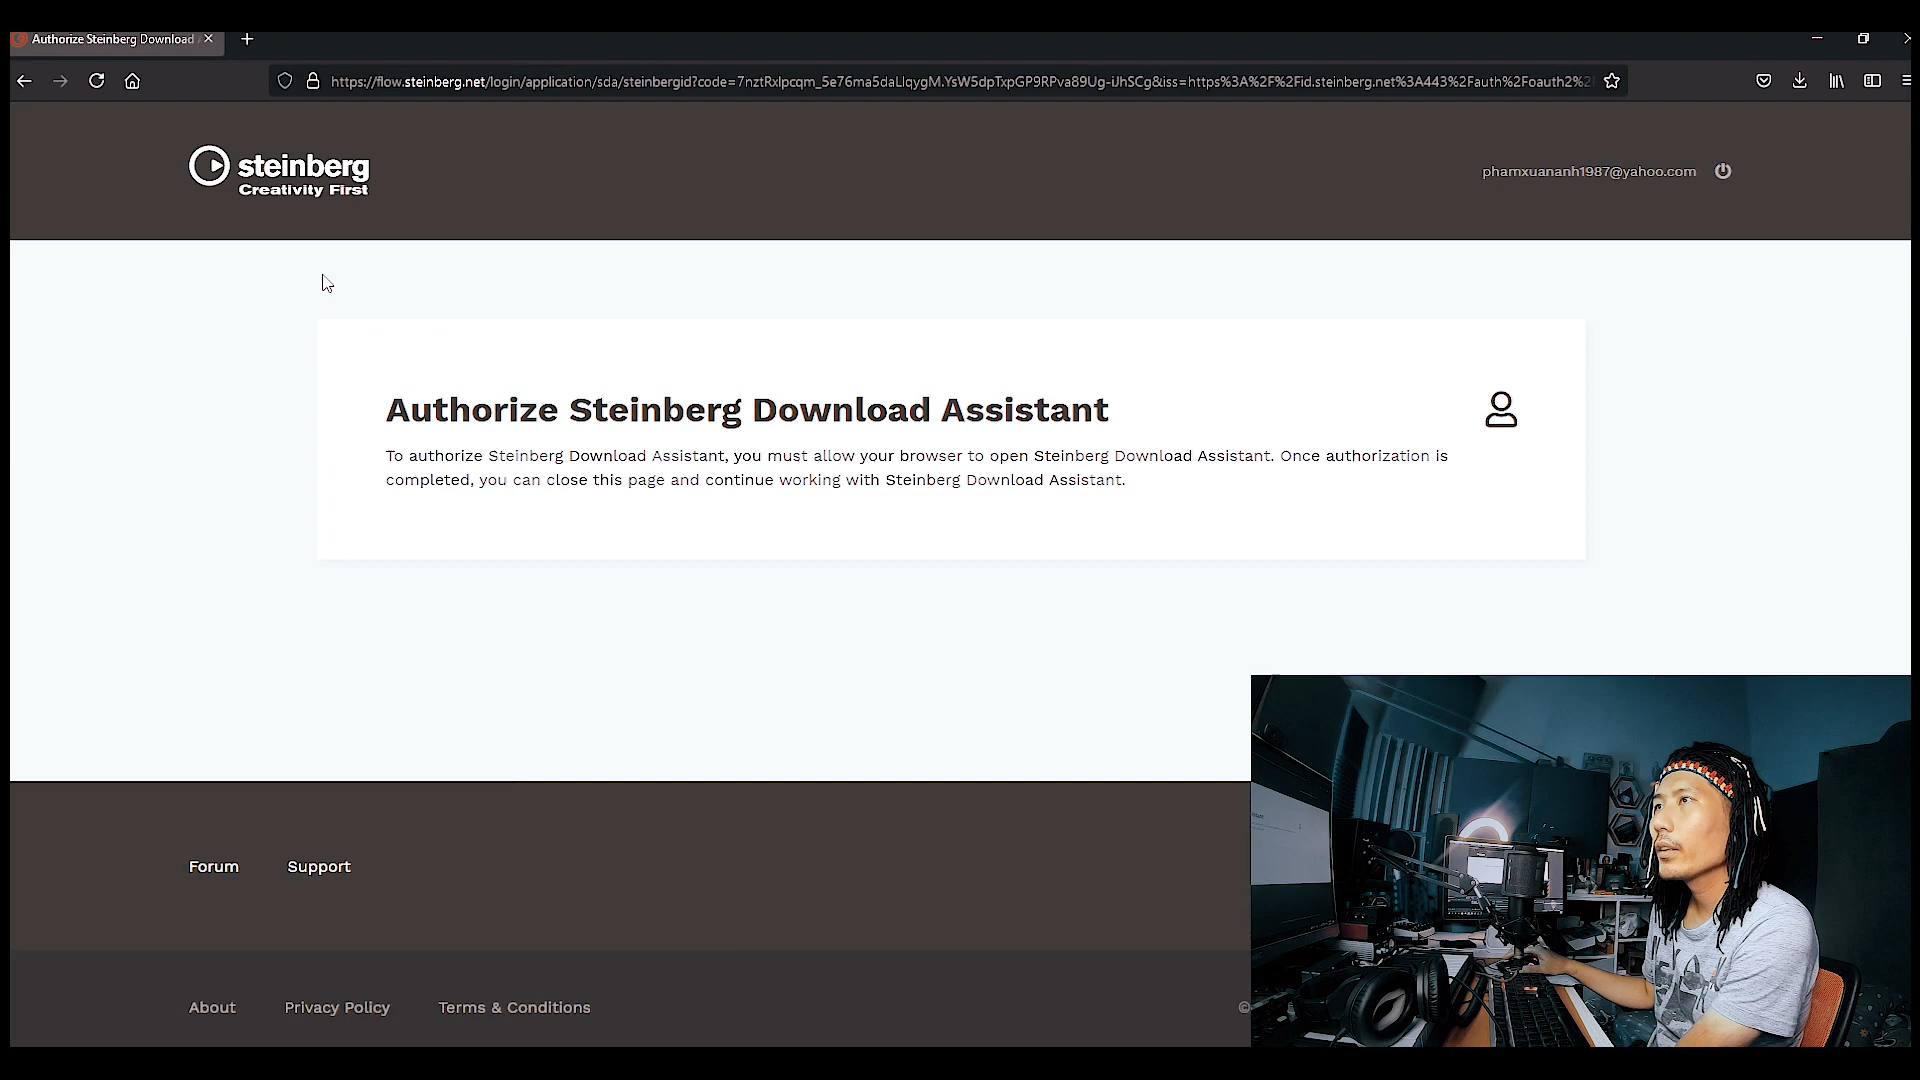 Authorize Steinberg Download
https://flow.steinberg.net/login/application/sda/steinbergid?code=7nztRxlpcqm_5e76ma5daLlqygM.YsW5dpTxpGP9RPva89Ug-iJhSCg&iss=https%3A%2F%2Fid.steinberg.net%3A443%2Fauth%2Foauth2%2
steinberg
Creativity First
phamxuananh1987@yahoo.com
Authorize Steinberg Download Assistant
To authorize Steinberg Download Assistant, you must allow your browser to open Steinberg Download Assistant. Once authorization is
completed, you can close this page and continue working with Steinberg Download Assistant.
Forum Support
About Privacy Policy Terms & Conditions ©